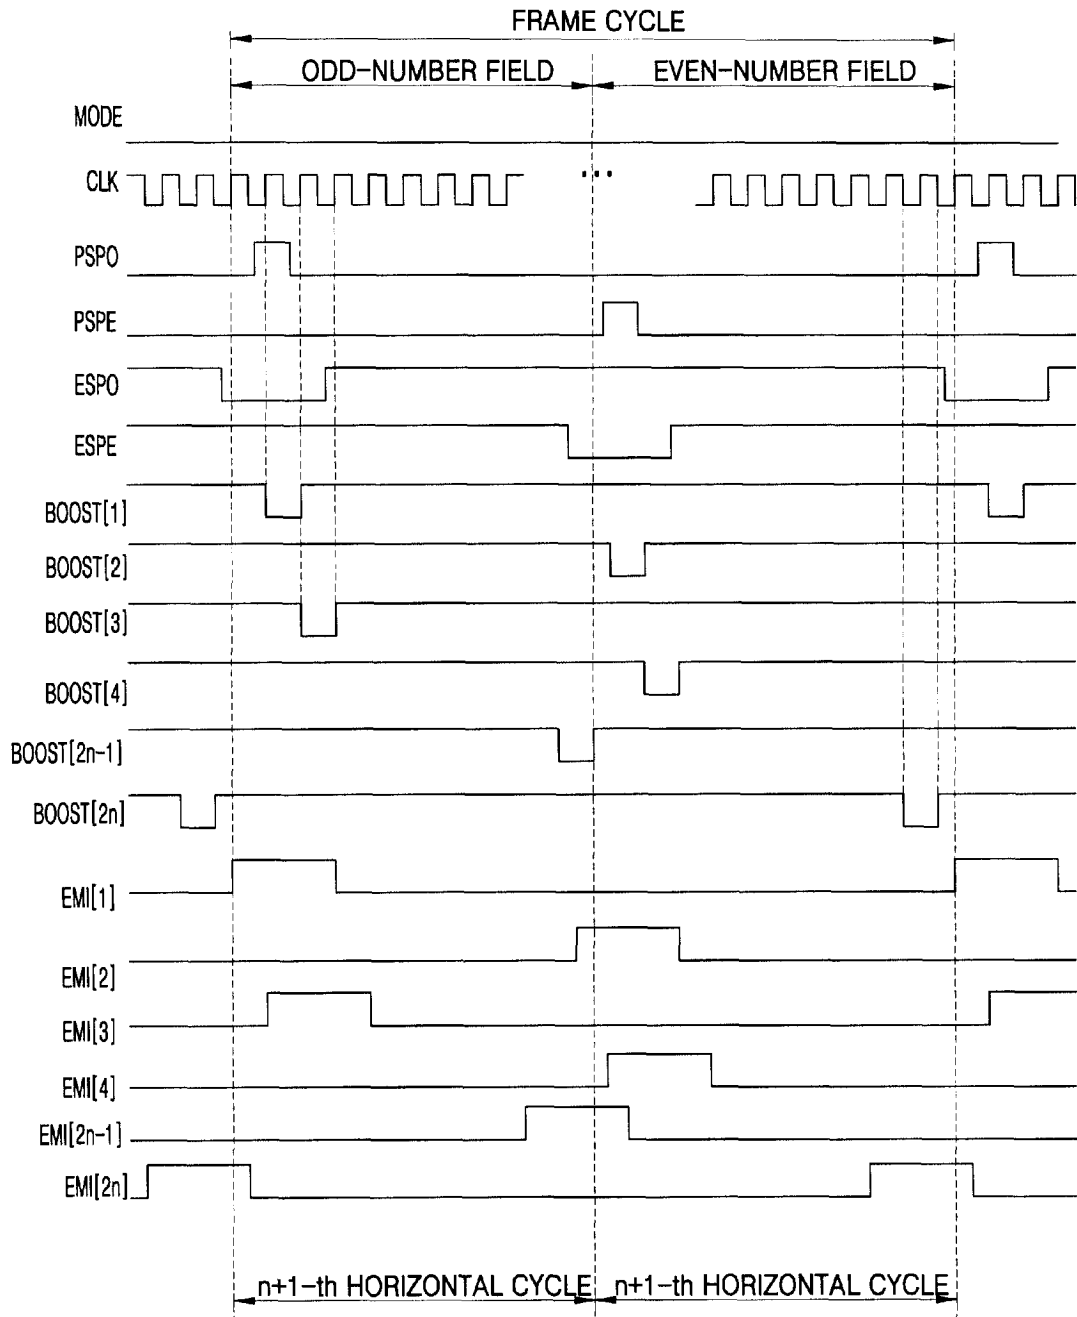 FRAME CYCLE
ODD-NUMBER FIELD
EVEN-NUMBER FIELD
MODE
CLK
...
PSPO
PSPE
ESPO
ESPE
BOOST[1]
BOOST[2]
BOOST[3]
BOOST[4]
BOOST[2n-1]
BOOST[2n]
EMI[1]
EMI[2]
EMI[3]
EMI[4]
EMI[2n-1]
EMI[2n]
n+1-th HORIZONTAL CYCLE
n+1-th HORIZONTAL CYCLE